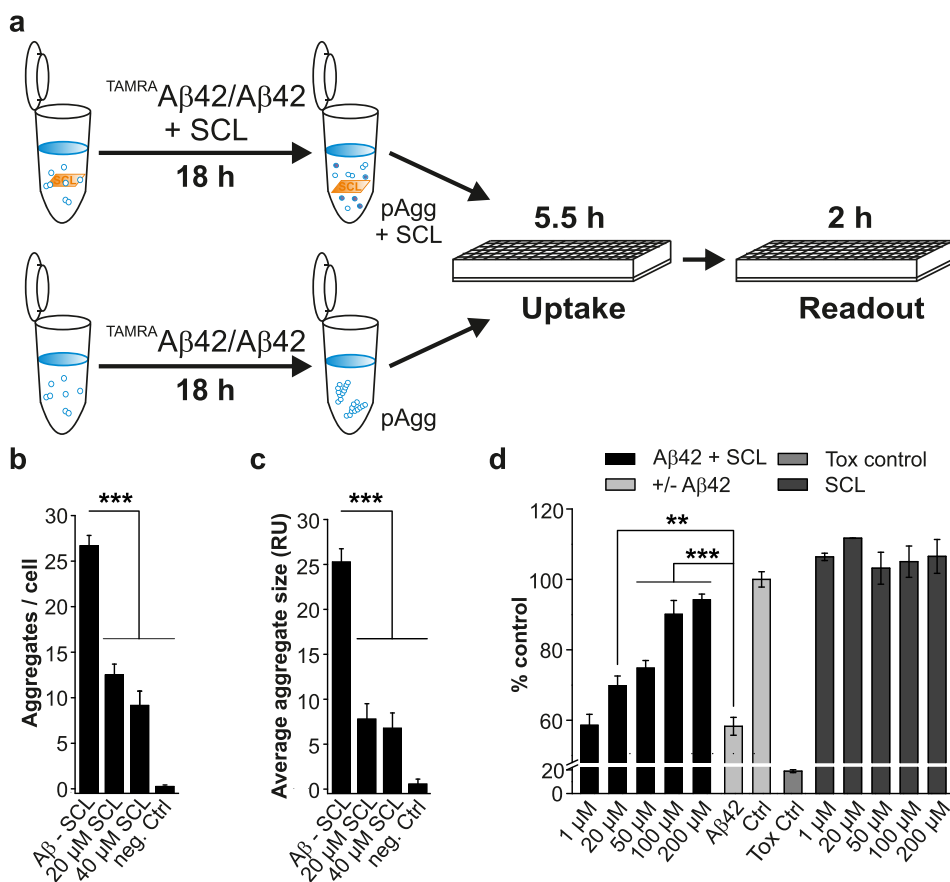 a
TAMRAAβ42/Aβ42
+ SCL
18 h
SCL
SCL
pAgg
+ SCL
TAMRAAβ42/Aβ42
18 h
pAgg
5.5 h
Uptake
2 h
Readout
b
***
Aggregates / cell
30
25
20
15
10
5
0
Aβ - SCL
20 µM SCL
40 µM SCL
neg. Ctrl
c
***
Average aggregate size (RU)
30
25
20
15
10
5
0
Aβ - SCL
20 µM SCL
40 µM SCL
neg. Ctrl
d
Aβ42 + SCL
+/- Aβ42
Tox control
SCL
**
***
% control
120
100
80
60
20
0
1 µM
20 µM
50 µM
100 µM
200 µM
Aβ42
Ctrl
Tox Ctrl
1 µM
20 µM
50 µM
100 µM
200 µM